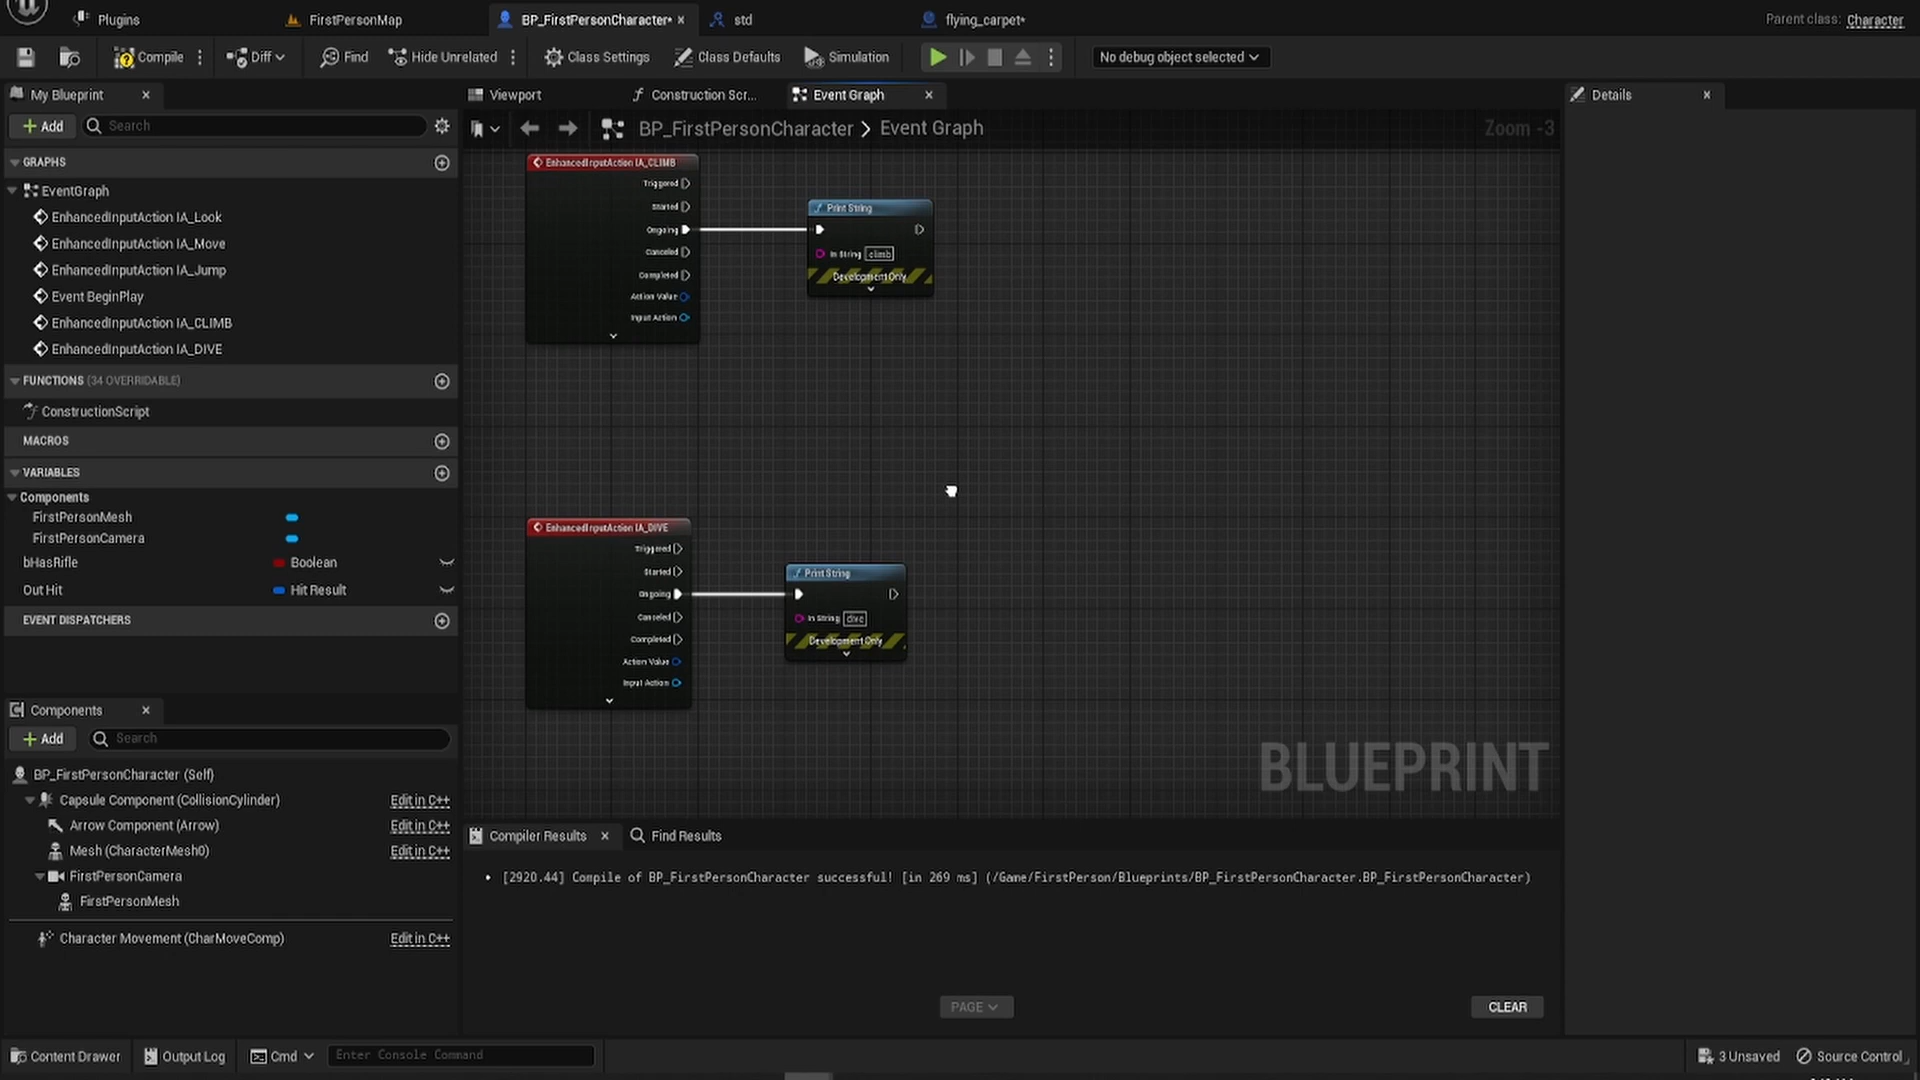 Plugins
FirstPersonMap
BP_FirstPersonCharacter*
std
flying_carpet*
Parent class: Character
Compile
Diff
Find
Hide Unrelated
Class Settings
Class Defaults
Simulation
No debug object selected
My Blueprint
Viewport
Construction Scr...
Event Graph
Details
Add
Search
BP_FirstPersonCharacter > Event Graph
Zoom -3
GRAPHS
EventGraph
EnhancedInputAction IA_Look
EnhancedInputAction IA_Move
EnhancedInputAction IA_Jump
Event BeginPlay
EnhancedInputAction IA_CLIMB
EnhancedInputAction IA_DIVE
FUNCTIONS (34 OVERRIDABLE)
ConstructionScript
MACROS
VARIABLES
Components
FirstPersonMesh
FirstPersonCamera
bHasRifle
Boolean
Out Hit
Hit Result
EVENT DISPATCHERS
EnhancedInputAction IA_CLIMB
Triggered
Started
Ongoing
Canceled
Completed
Action Value
Input Action
Print String
In String climb
Development Only
EnhancedInputAction IA_DIVE
Triggered
Started
Ongoing
Canceled
Completed
Action Value
Input Action
Print String
In String dive
Development Only
BLUEPRINT
Components
Add
Search
BP_FirstPersonCharacter (Self)
Capsule Component (CollisionCylinder)
Edit in C++
Arrow Component (Arrow)
Edit in C++
Mesh (CharacterMesh0)
Edit in C++
FirstPersonCamera
FirstPersonMesh
Character Movement (CharMoveComp)
Edit in C++
Compiler Results
Find Results
[2920.44] Compile of BP_FirstPersonCharacter successful! [in 269 ms] (/Game/FirstPerson/Blueprints/BP_FirstPersonCharacter.BP_FirstPersonCharacter)
PAGE
CLEAR
Content Drawer
Output Log
Cmd
Enter Console Command
3 Unsaved
Source Control